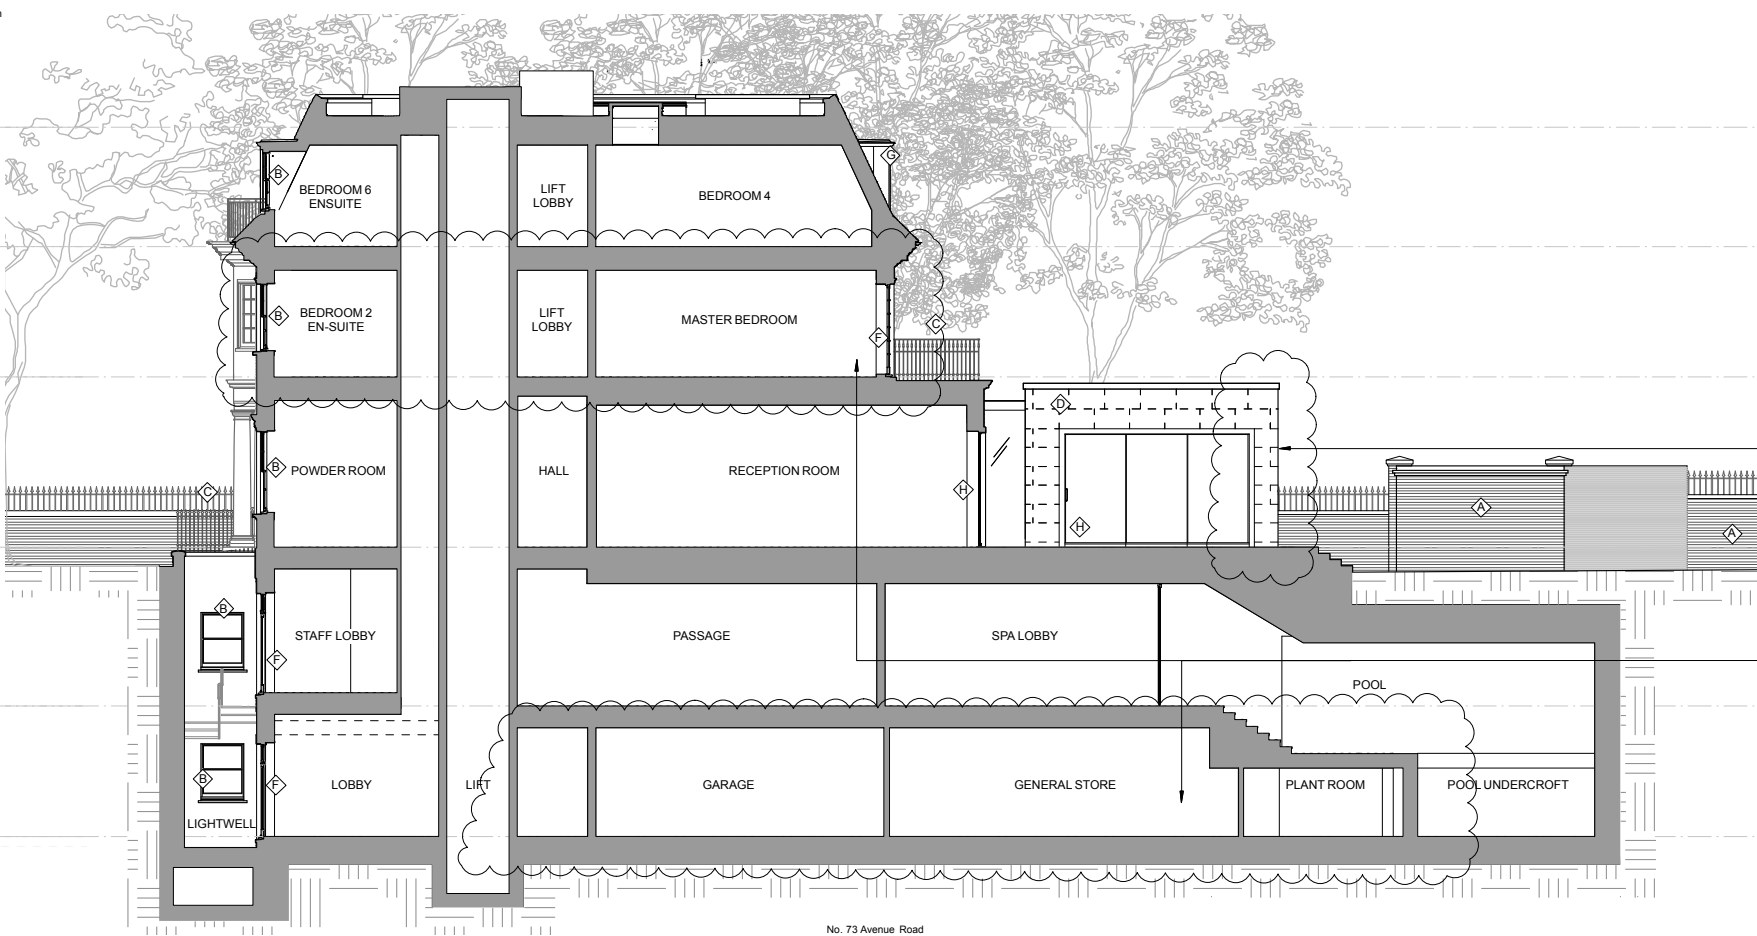 B
G
BEDROOM 6
ENSUITE
LIFT
LOBBY
BEDROOM 4
B
BEDROOM 2
EN-SUITE
LIFT
LOBBY
MASTER BEDROOM
F
C
D
B
POWDER ROOM
HALL
RECEPTION ROOM
H
H
C
A
A
B
STAFF LOBBY
F
PASSAGE
SPA LOBBY
POOL
B
F
LOBBY
LIFT
GARAGE
GENERAL STORE
PLANT ROOM
POOL UNDERCROFT
LIGHTWELL
No. 73 Avenue Road